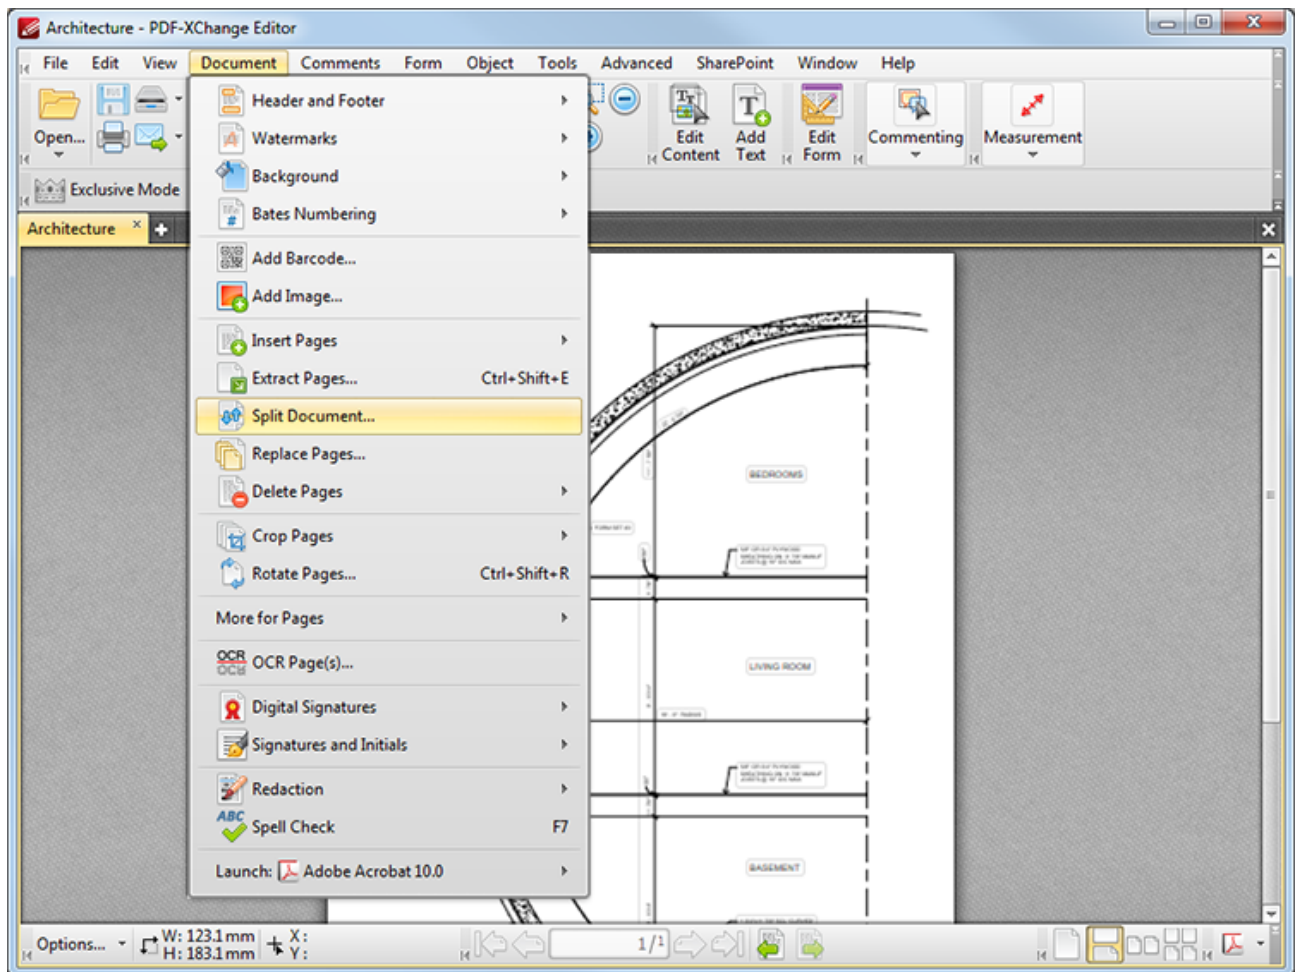 Architecture - PDF-XChange Editor
File Edit View Document Comments Form Object Tools Advanced SharePoint Window Help
Open...
Edit Content
Add Text
Edit Form
Commenting
Measurement
Exclusive Mode
Architecture
Header and Footer
Watermarks
Background
Bates Numbering
Add Barcode...
Add Image...
Insert Pages
Extract Pages... Ctrl+Shift+E
Split Document...
Replace Pages...
Delete Pages
Crop Pages
Rotate Pages... Ctrl+Shift+R
More for Pages
OCR OCR Page(s)...
Digital Signatures
Signatures and Initials
Redaction
ABC Spell Check F7
Launch: Adobe Acrobat 10.0
BEDROOMS
LIVING ROOM
BASEMENT
Options... W: 123.1 mm X:
H: 183.1 mm Y:
1/1